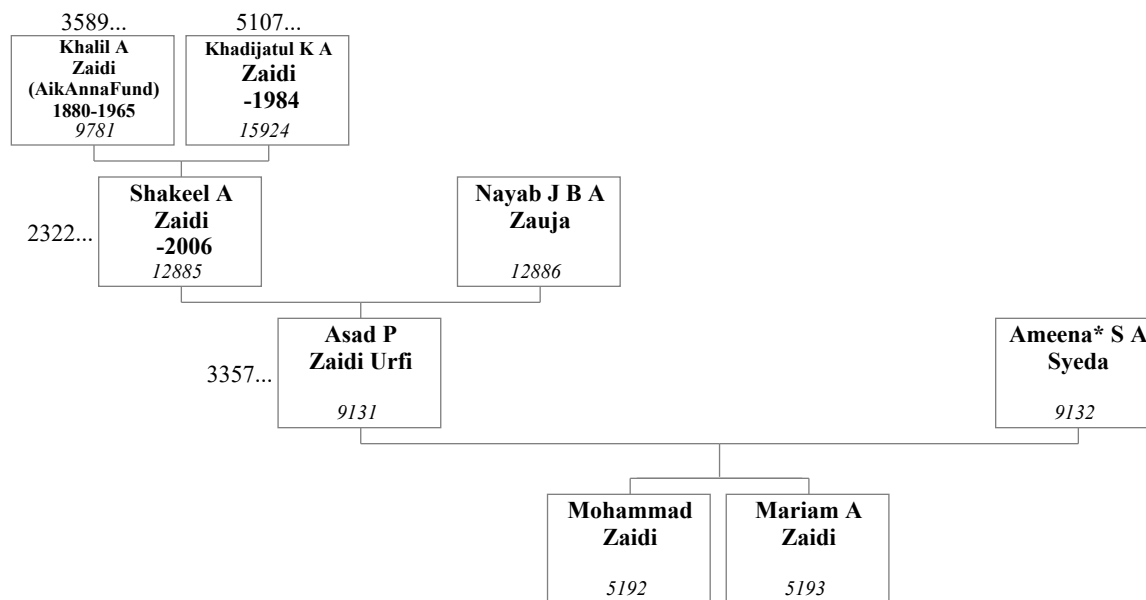 3589...
5107...
Khalil A
Zaidi
(AikAnnaFund)
1880-1965
9781
Khadijatul K A
Zaidi
-1984
15924
2322...
Shakeel A
Zaidi
-2006
12885
Nayab J B A
Zauja
12886
3357...
Asad P
Zaidi Urfi
9131
Ameena* S A
Syeda
9132
Mohammad
Zaidi
5192
Mariam A
Zaidi
5193